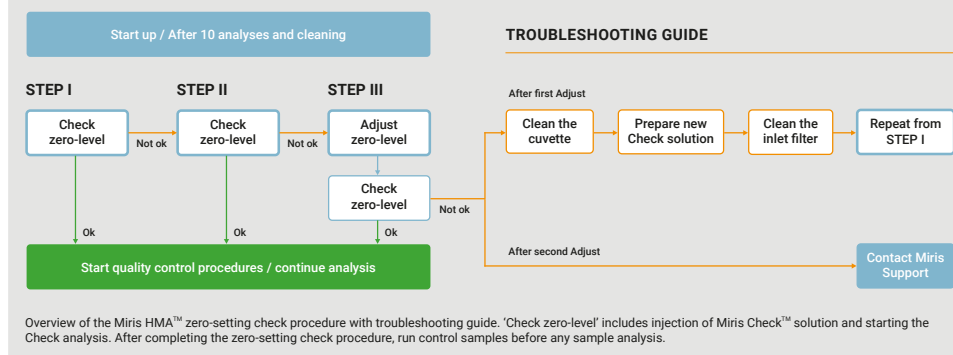 Start up / After 10 analyses and cleaning
TROUBLESHOOTING GUIDE
STEP I
STEP II
STEP III
After first Adjust
Check
zero-level
Not ok
Check
zero-level
Not ok
Adjust
zero-level
Clean the
cuvette
Prepare new
Check solution
Clean the
inlet filter
Repeat from
STEP I
Check
zero-level
Not ok
Ok
Ok
Ok
After second Adjust
Start quality control procedures / continue analysis
Contact Miris
Support
Overview of the Miris HMA™ zero-setting check procedure with troubleshooting guide. ‘Check zero-level’ includes injection of Miris Check™ solution and starting the
Check analysis. After completing the zero-setting check procedure, run control samples before any sample analysis.